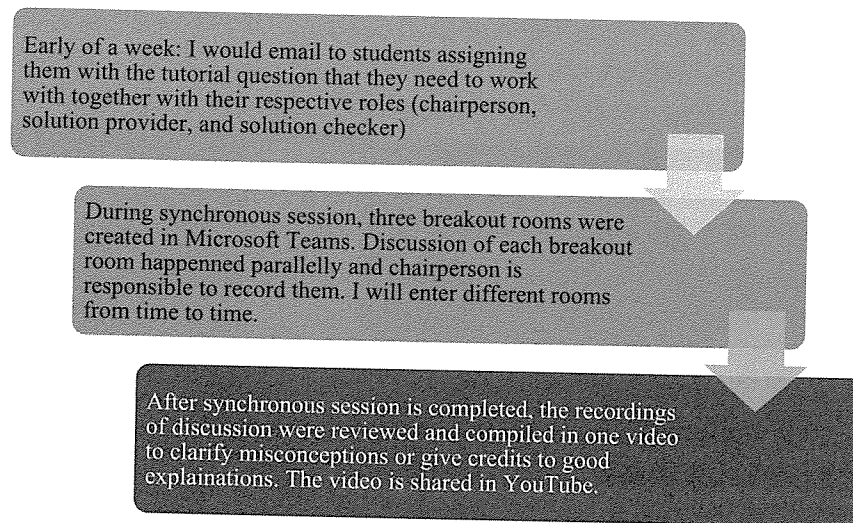 Early of a week: I would email to students assigning
them with the tutorial question that they need to work
with together with their respective roles (chairperson,
solution provider, and solution checker)
During synchronous session, three breakout rooms were
created in Microsoft Teams. Discussion of each breakout
room happenned parallelly and chairperson is
responsible to record them. I will enter different rooms
from time to time.
After synchronous session is completed, the recordings
of discussion were reviewed and compiled in one video
to clarify misconceptions or give credits to good
explainations. The video is shared in YouTube.